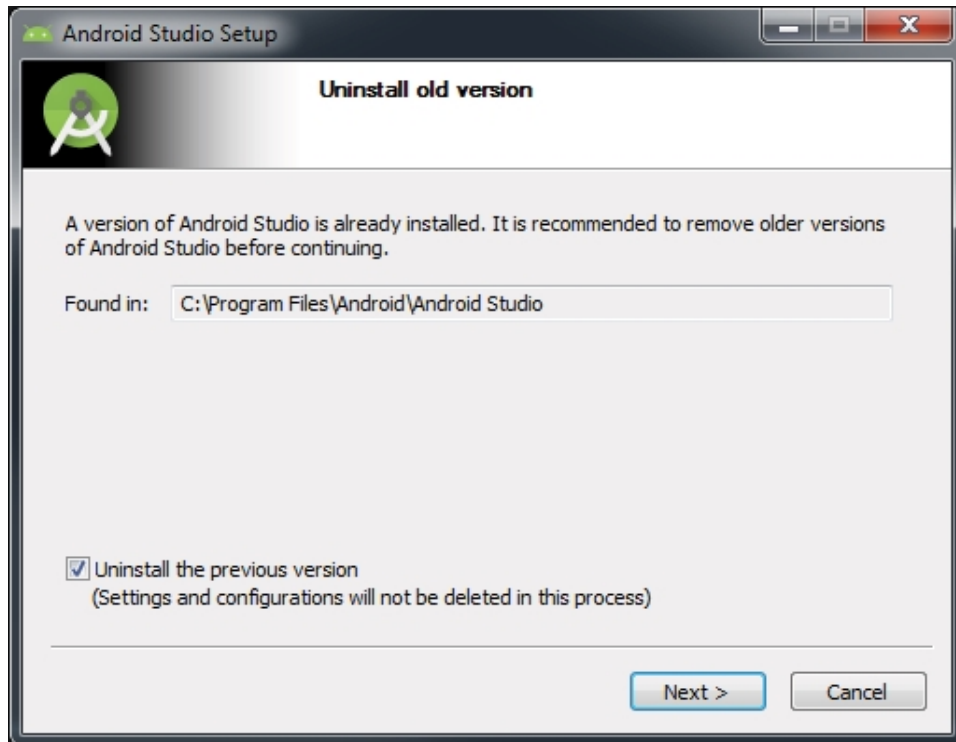 Android Studio Setup
Uninstall old version
A version of Android Studio is already installed. It is recommended to remove older versions
of Android Studio before continuing.
Found in: C:\Program Files\Android\Android Studio
Uninstall the previous version
(Settings and configurations will not be deleted in this process)
Next > Cancel